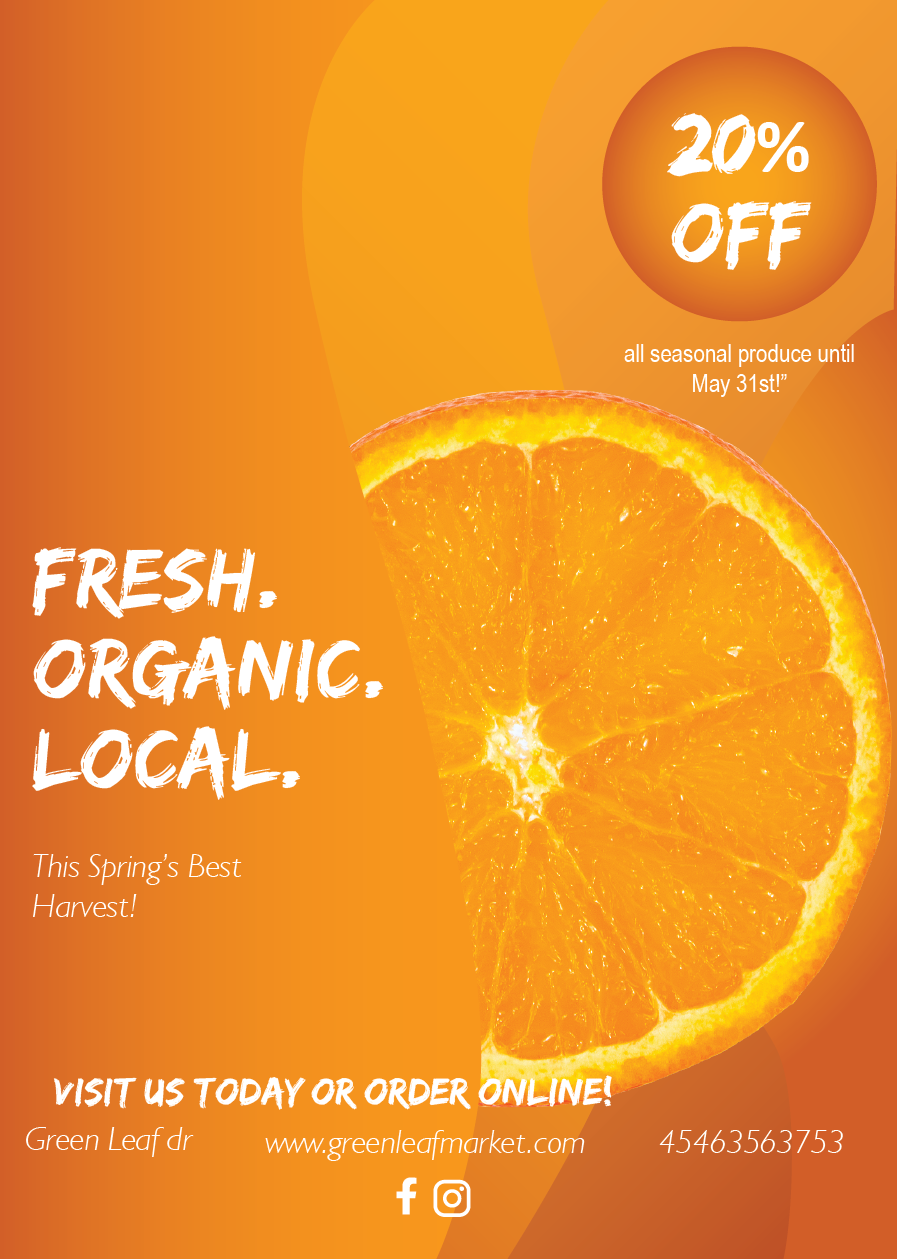 20%
OFF
all seasonal produce until
May 31st!”
FRESH.
ORGANIC.
LOCAL.
This Spring’s Best
Harvest!
VISIT US TODAY OR ORDER ONLINE!
Green Leaf dr
www.greenleafmarket.com
45463563753